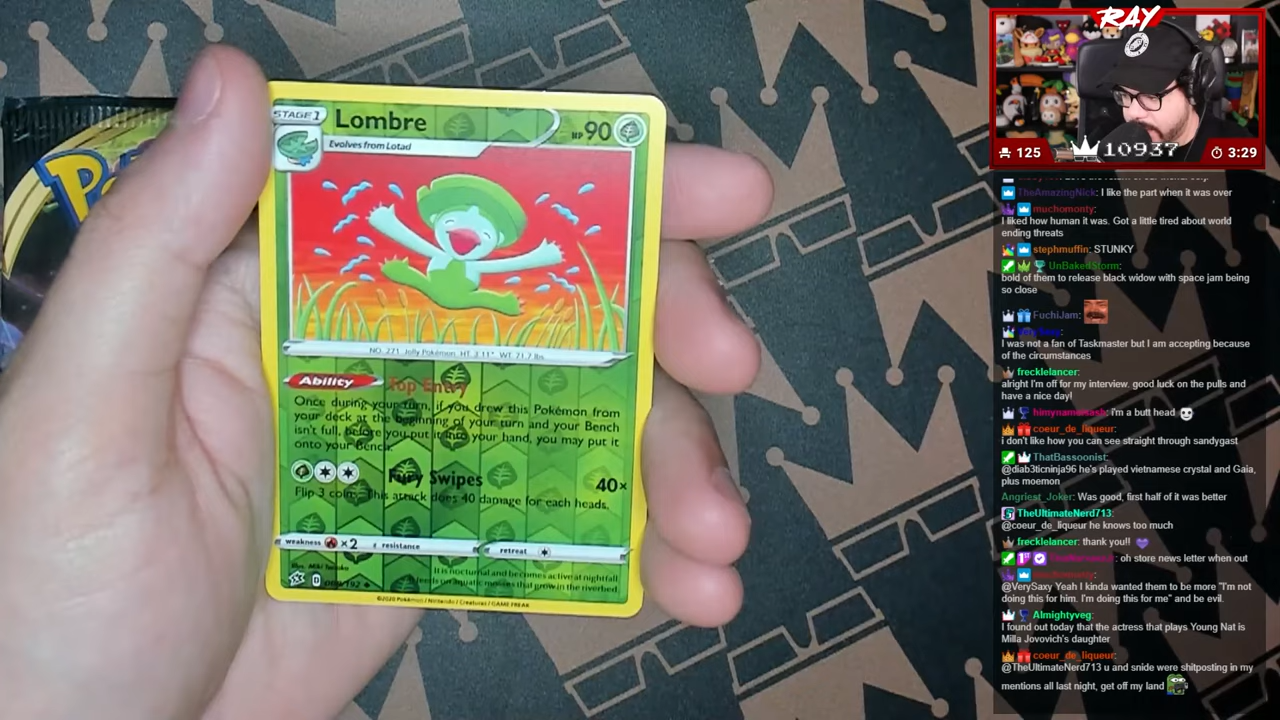 STAGE 1
Lombre
HP 90
Evolves from Lotad
NO. 271 Jolly Pokémon HT: 3'11" WT: 71.7 lbs.
Ability Top Entry
Once during your turn, if you drew this Pokémon from
your deck at the beginning of your turn and your Bench
isn't full, before you put it into your hand, you may put it
onto your Bench.
Fury Swipes 40×
Flip 3 coins. This attack does 40 damage for each heads.
weakness ×2 resistance retreat
It is nocturnal and becomes active at nightfall
It feeds on aquatic mosses that grow in the riverbed
©2020 Pokémon / Nintendo / Creatures / GAME FREAK
RAY
125 10937 3:29
TheAmazingNick: I like the part when it was over
muchomonty:
I liked how human it was. Got a little tired about world
ending threats
stephmuffin: STUNKY
UnBakedStorm:
bold of them to release black widow with space jam being
so close
FuchiJam:
I was not a fan of Taskmaster but I am accepting because
of the circumstances
frecklelancer:
alright I'm off for my interview. good luck on the pulls and
have a nice day!
i'm a butt head
coeur_de_liqueur:
i don't like how you can see straight through sandygast
ThatBassoonist:
@diab3ticninja96 he's played vietnamese crystal and Gaia,
plus moemon
Angriest_Joker: Was good, first half of it was better
TheUltimateNerd713:
@coeur_de_liqueur he knows too much
frecklelancer: thank you!!
oh store news letter when out
@VerySaxy Yeah I kinda wanted them to be more "I'm not
doing this for him. I'm doing this for me" and be evil.
Almightyveg:
I found out today that the actress that plays Young Nat is
Milla Jovovich's daughter
coeur_de_liqueur:
@TheUltimateNerd713 u and snide were shitposting in my
mentions all last night, get off my land